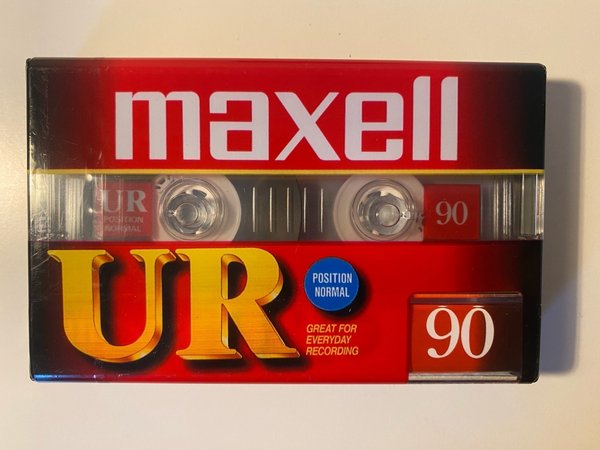 maxell
UR
POSITION
NORMAL
90
UR
POSITION
NORMAL
GREAT FOR
EVERYDAY
RECORDING
90